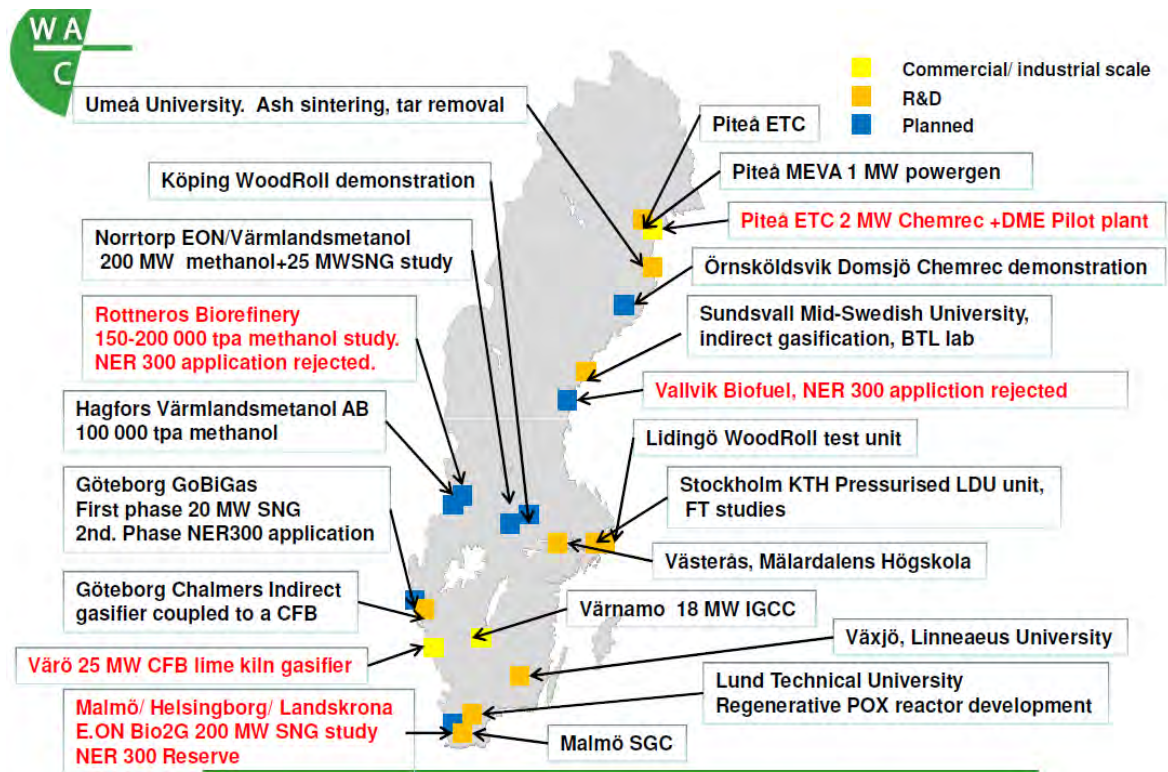 W A
C
Commercial/ industrial scale
R&D
Planned
Umeå University.  Ash sintering, tar removal
Piteå ETC
Köping WoodRoll demonstration
Piteå MEVA 1 MW powergen
Norrtorp EON/Värmlandsmetanol
200 MW  methanol+25 MWSNG study
Piteå ETC 2 MW Chemrec +DME Pilot plant
Örnsköldsvik Domsjö Chemrec demonstration
Rottneros Biorefinery
150-200 000 tpa methanol study.
NER 300 application rejected.
Sundsvall Mid-Swedish University,
indirect gasification, BTL lab
Vallvik Biofuel, NER 300 appliction rejected
Hagfors Värmlandsmetanol AB
100 000 tpa methanol
Lidingö WoodRoll test unit
Göteborg GoBiGas
First phase 20 MW SNG
2nd. Phase NER300 application
Stockholm KTH Pressurised LDU unit,
FT studies
Västerås, Mälardalens Högskola
Göteborg Chalmers Indirect
gasifier coupled to a CFB
Värnamo  18 MW IGCC
Växjö, Linneaeus University
Värö 25 MW CFB lime kiln gasifier
Lund Technical University
Regenerative POX reactor development
Malmö/ Helsingborg/ Landskrona
E.ON Bio2G 200 MW SNG study
NER 300 Reserve
Malmö SGC